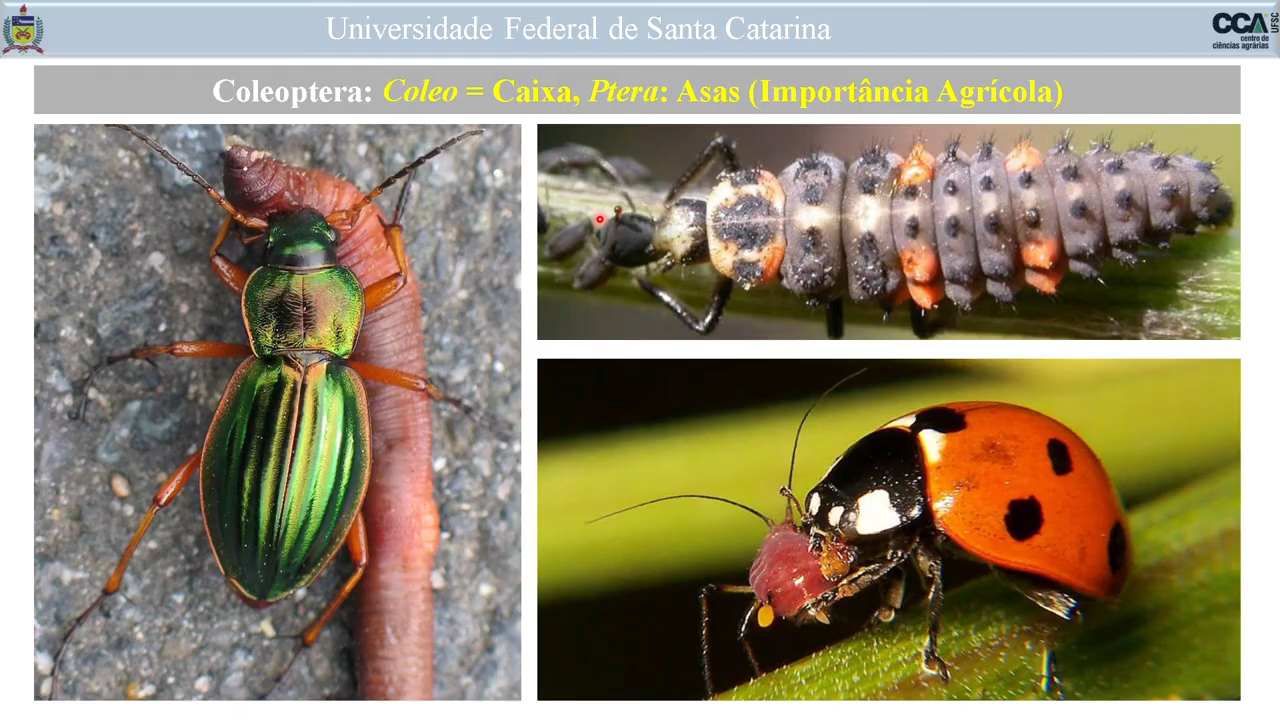 Universidade Federal de Santa Catarina
CCA UFSC
centro de
ciências agrárias
Coleoptera: Coleo = Caixa, Ptera: Asas (Importância Agrícola)